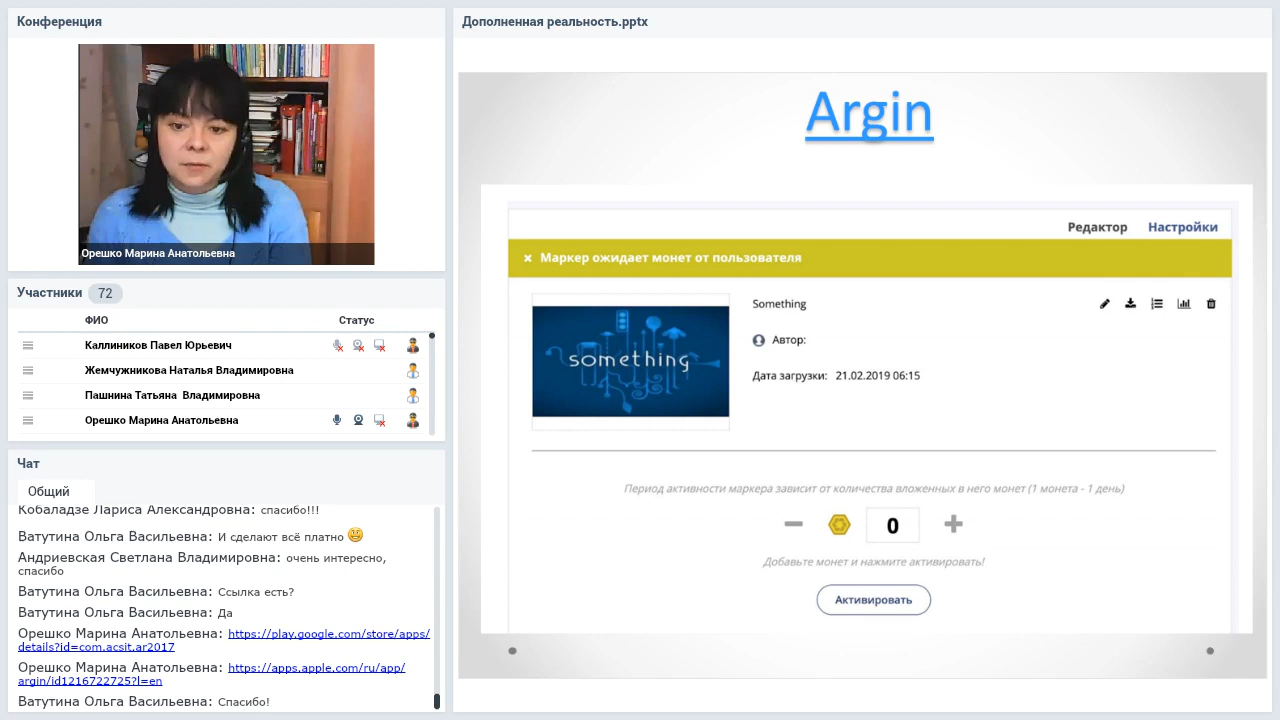 Конференция
Орешко Марина Анатольевна
Участники 72
ФИО Статус
Каллиников Павел Юрьевич
Жемчужникова Наталья Владимировна
Пашнина Татьяна Владимировна
Орешко Марина Анатольевна
Чат
Общий
Кобаладзе Лариса Александровна: спасибо!!!
Ватутина Ольга Васильевна: И сделают всё платно
Андриевская Светлана Владимировна: очень интересно,
спасибо
Ватутина Ольга Васильевна: Ссылка есть?
Ватутина Ольга Васильевна: Да
Орешко Марина Анатольевна: https://play.google.com/store/apps/
details?id=com.acsit.ar2017
Орешко Марина Анатольевна: https://apps.apple.com/ru/app/
argin/id1216722725?l=en
Ватутина Ольга Васильевна: Спасибо!
Дополненная реальность.pptx
Argin
Редактор Настройки
× Маркер ожидает монет от пользователя
something
Something
Автор:
Дата загрузки: 21.02.2019 06:15
Период активности маркера зависит от количества вложенных в него монет (1 монета - 1 день)
0
Добавьте монет и нажмите активировать!
Активировать